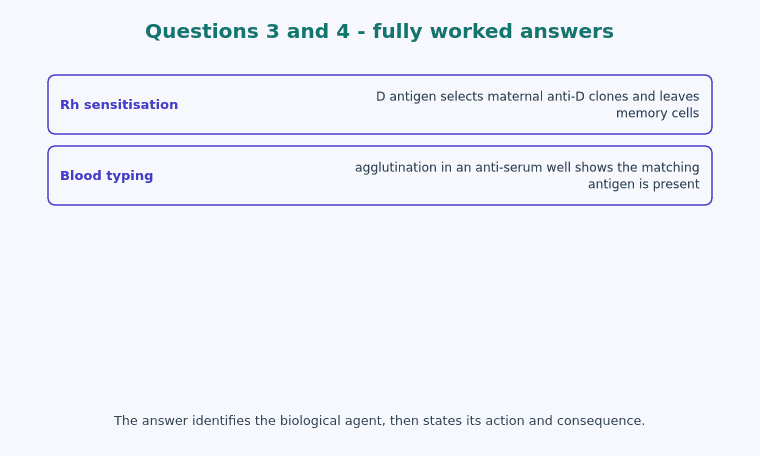 Questions 3 and 4 - fully worked answers
Rh sensitisation
D antigen selects maternal anti-D clones and leaves
memory cells
Blood typing
agglutination in an anti-serum well shows the matching
antigen is present
The answer identifies the biological agent, then states its action and consequence.